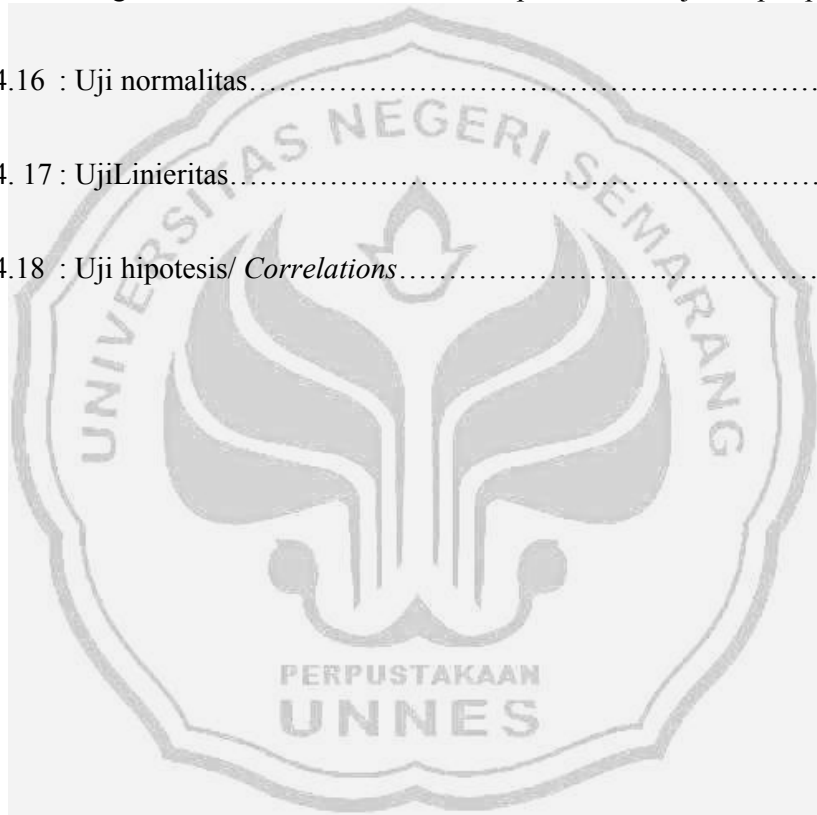 4.16 : Uji normalitas……………………………………………………………
4. 17 : UjiLinieritas………………………………………………………………
4.18 : Uji hipotesis/ Correlations………………………………………………
UNIVERSITAS NEGERI SEMARANG
PERPUSTAKAAN
UNNES